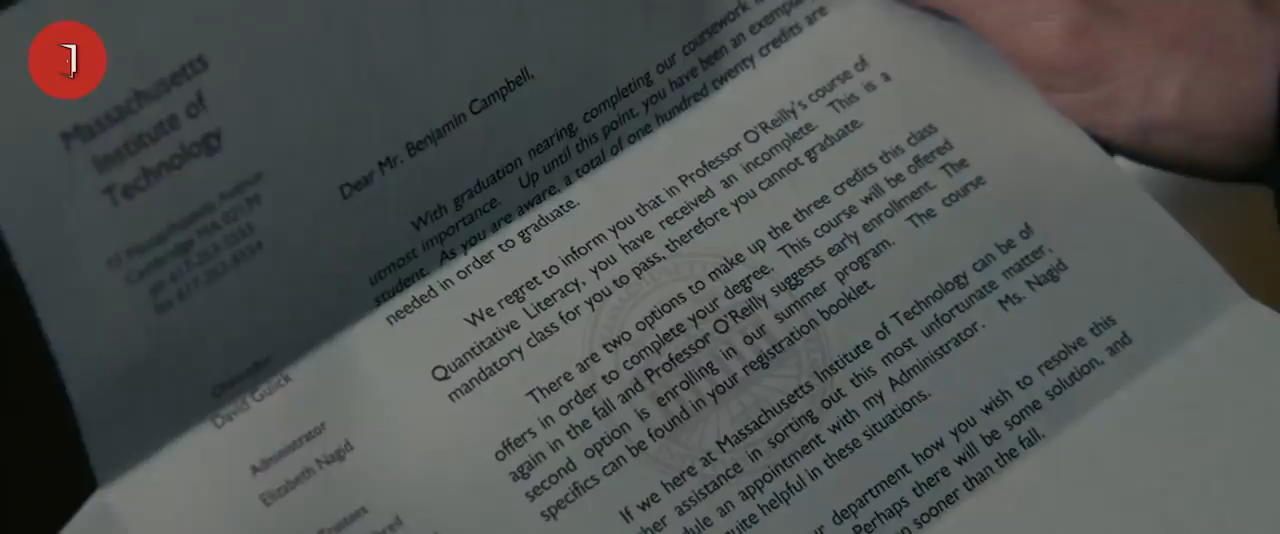 Massachusetts
Institute of
Technology
Cambridge MA
Chancellor
David Gulick
Administrator
Elizabeth Nagid
Trustees
Dear Mr. Benjamin Campbell,
With graduation nearing, completing our coursework
utmost importance. Up until this point, you have been an
student. As you are aware, a total of one hundred twenty credits are
needed in order to graduate.
We regret to inform you that in Professor O'Reilly's course of
Quantitative Literacy, you have received an incomplete. This is a
mandatory class for you to pass, therefore you cannot graduate.
There are two options to make up the three credits this class
offers in order to complete your degree. This course will be offered
again in the fall and Professor O'Reilly suggests early enrollment. The
second option is enrolling in our summer program. The course
specifics can be found in your registration booklet.
If we here at Massachusetts Institute of Technology can be of
assistance in sorting out this most unfortunate matter,
an appointment with my Administrator. Ms. Nagid
helpful in these situations.
department how you wish to resolve this
Perhaps there will be some solution, and
sooner than the fall.